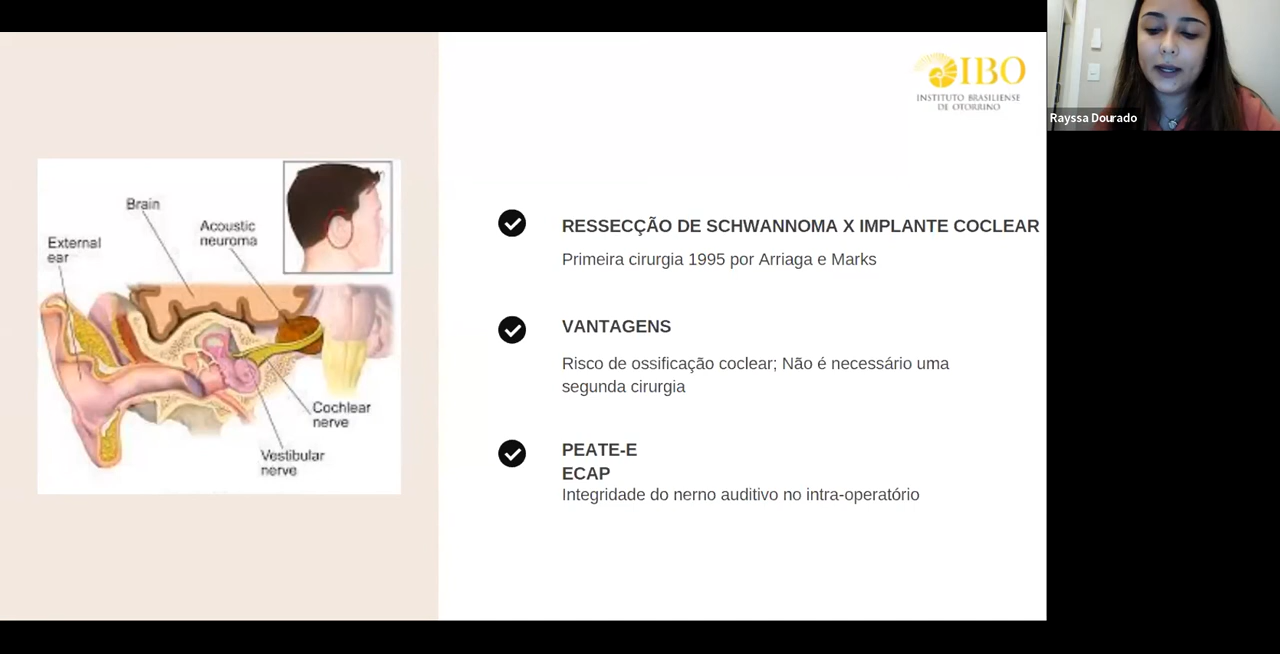 IBO
INSTITUTO BRASILIENSE
DE OTORRINO
Rayssa Dourado
Brain
Acoustic
neuroma
External
ear
Cochlear
nerve
Vestibular
nerve
RESSECÇÃO DE SCHWANNOMA X IMPLANTE COCLEAR
Primeira cirurgia 1995 por Arriaga e Marks
VANTAGENS
Risco de ossificação coclear; Não é necessário uma
segunda cirurgia
PEATE-E
ECAP
Integridade do nerno auditivo no intra-operatório